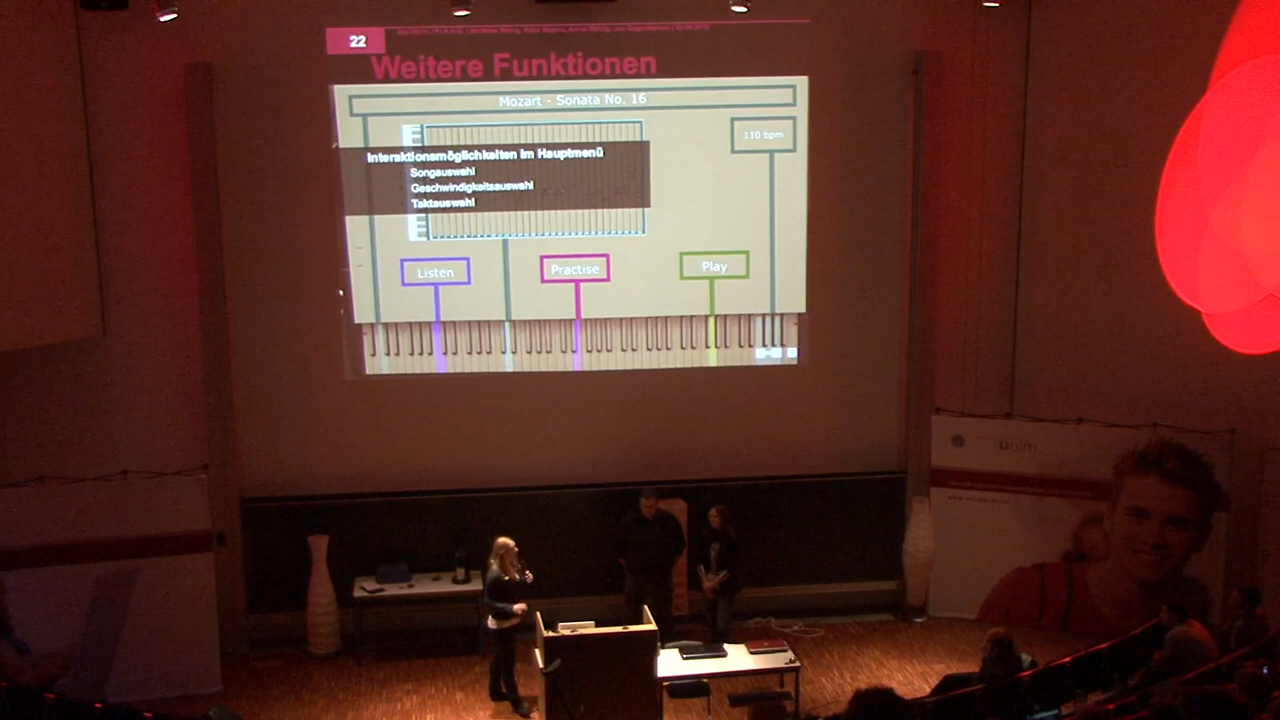 22
Weitere Funktionen
Mozart - Sonata No. 16
110 bpm
Interaktionsmöglichkeiten im Hauptmenü
Songauswahl
Geschwindigkeitsauswahl
Taktauswahl
Listen
Practise
Play
uulm